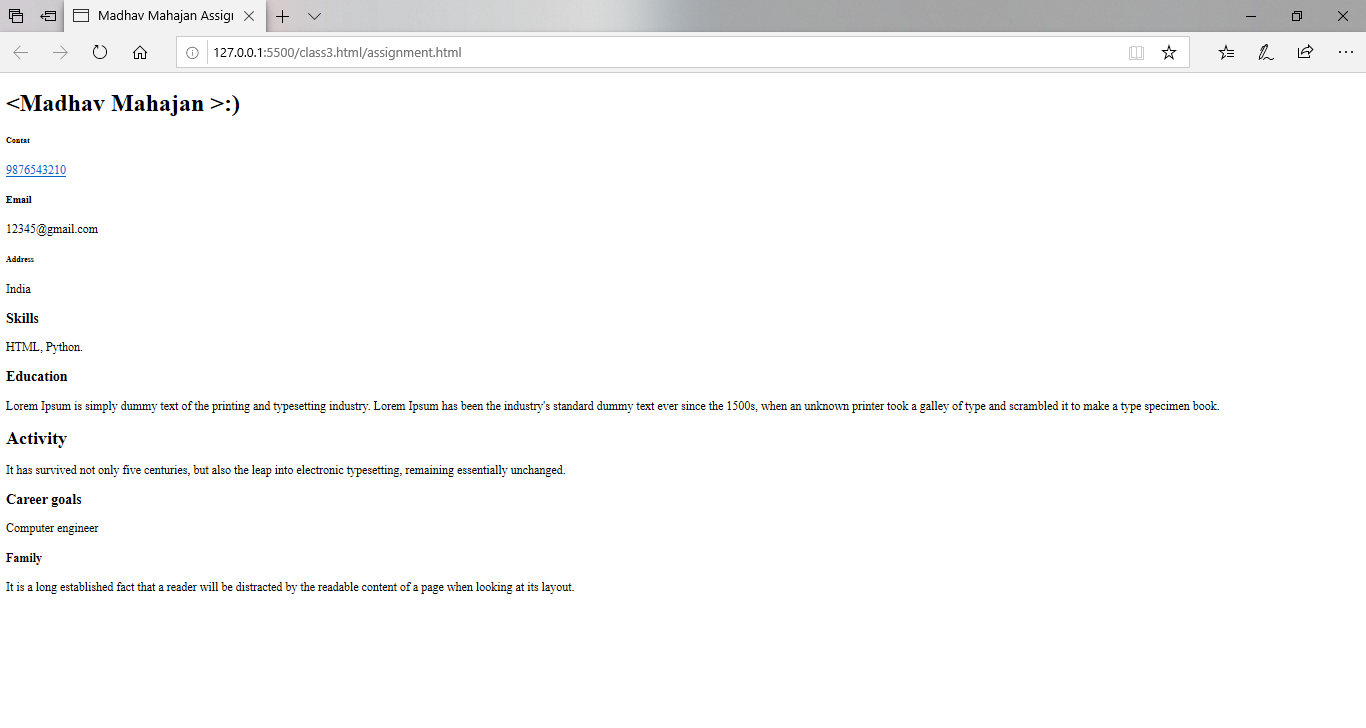 Madhav Mahajan Assig
127.0.0.1:5500/class3.html/assignment.html
<Madhav Mahajan >:)
Contat
9876543210
Email
12345@gmail.com
Address
India
Skills
HTML, Python.
Education
Lorem Ipsum is simply dummy text of the printing and typesetting industry. Lorem Ipsum has been the industry's standard dummy text ever since the 1500s, when an unknown printer took a galley of type and scrambled it to make a type specimen book.
Activity
It has survived not only five centuries, but also the leap into electronic typesetting, remaining essentially unchanged.
Career goals
Computer engineer
Family
It is a long established fact that a reader will be distracted by the readable content of a page when looking at its layout.